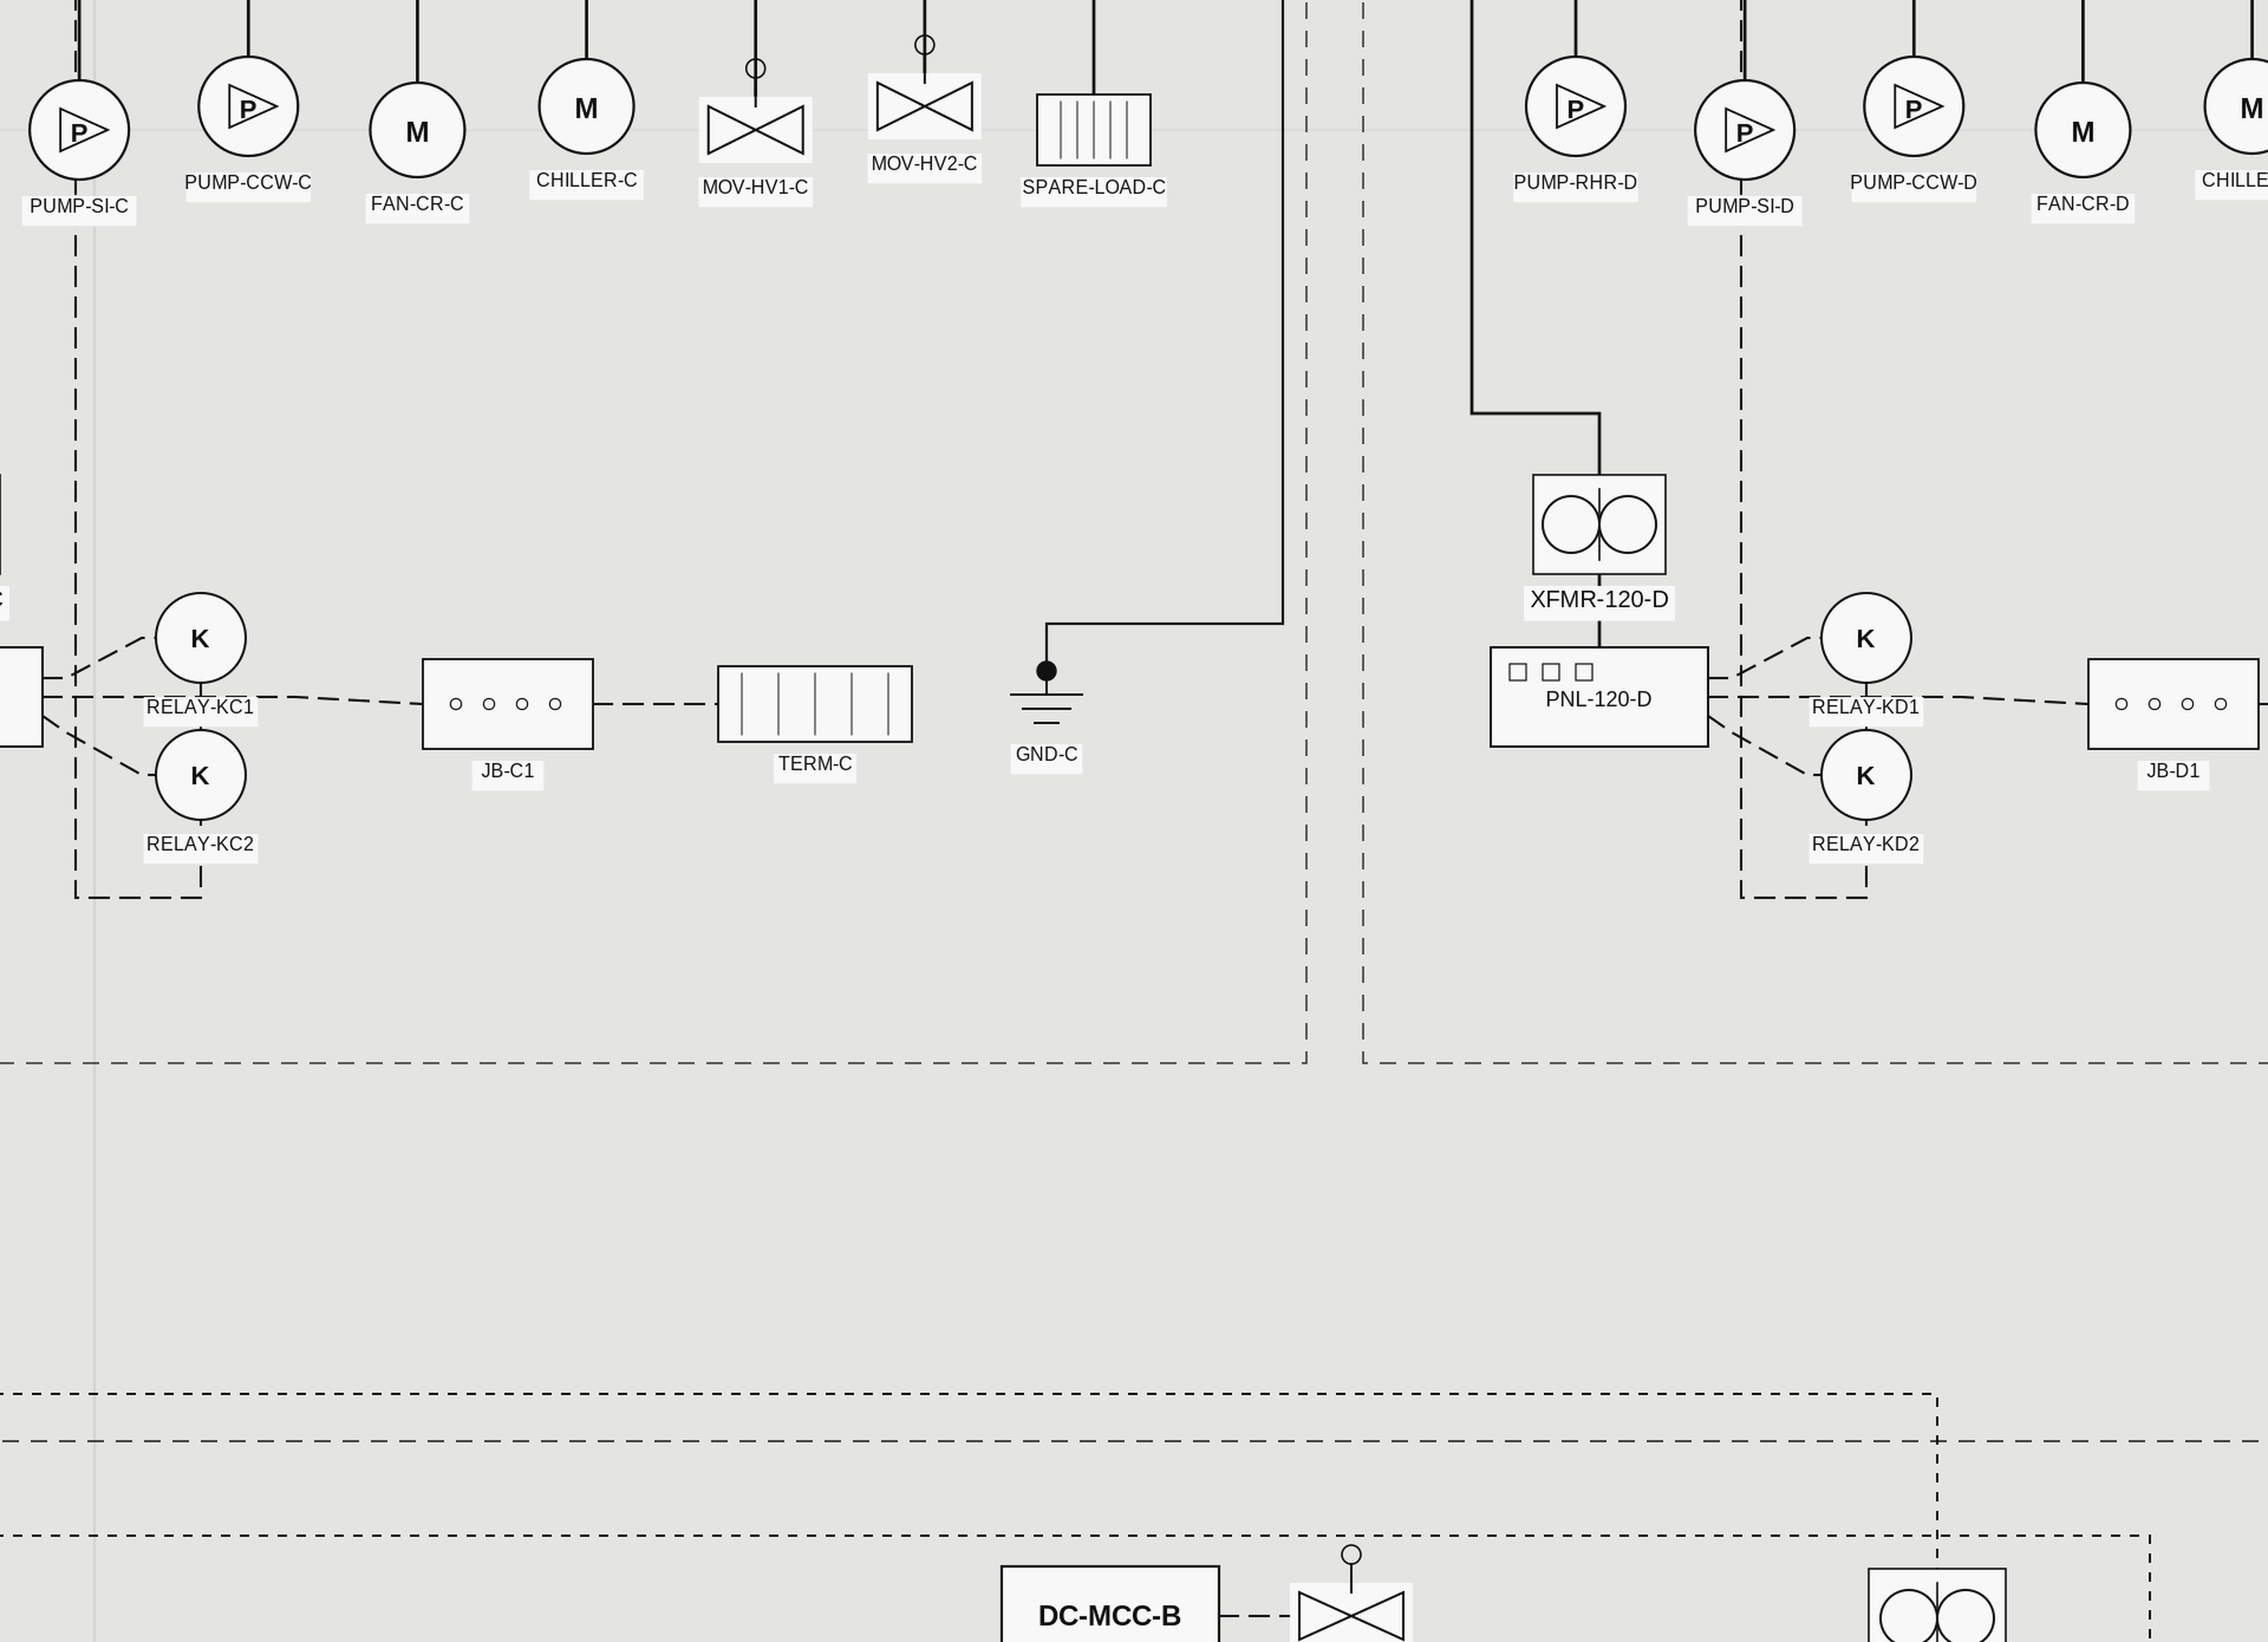 P
P
M
M
P
P
P
M
M
PUMP-SI-C
PUMP-CCW-C
FAN-CR-C
CHILLER-C
MOV-HV1-C
MOV-HV2-C
SPARE-LOAD-C
PUMP-RHR-D
PUMP-SI-D
PUMP-CCW-D
FAN-CR-D
CHILLE
XFMR-120-D
K
RELAY-KC1
K
RELAY-KC2
JB-C1
TERM-C
GND-C
PNL-120-D
K
RELAY-KD1
K
RELAY-KD2
JB-D1
DC-MCC-B